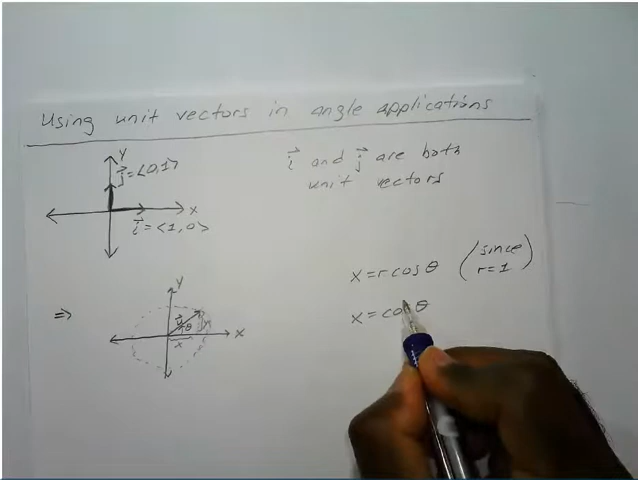 Using unit vectors in angle applications
Y
j = <0,1>
X
i = <1,0>
i and j are both
unit vectors
x = r cos θ (since
r=1)
x = cos θ
⇒
Y
u
θ
y
x
X